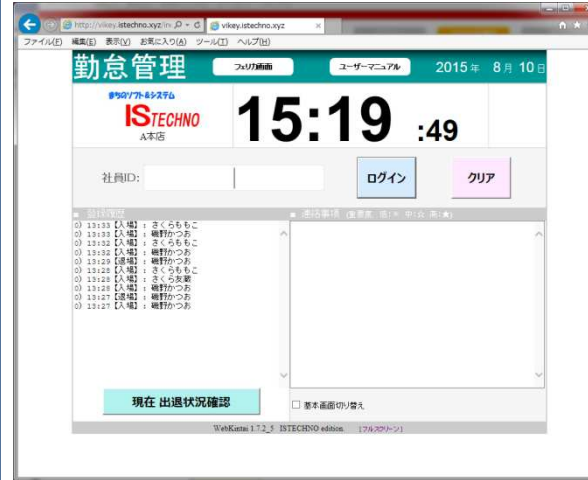 http://vikey.istechno.xyz/in
vikey.istechno.xyz
ファイル(F) 編集(E) 表示(V) お気に入り(A) ツール(T) ヘルプ(H)
勤怠管理 フェリカ画面 ユーザーマニュアル 2015年 8月 10日
まちのソフト&システム
ISTECHNO
A本店
15:19 :49
社員ID: ログイン クリア
■ 登録履歴
■ 連絡事項 (重要度 低:＊ 中:☆ 高:★)
0) 13:33【入場】: さくらももこ
0) 13:33【入場】: 磯野かつお
0) 13:32【入場】: さくらももこ
0) 13:32【入場】: 磯野かつお
0) 13:29【退場】: 磯野かつお
0) 13:28【入場】: さくらももこ
0) 13:28【入場】: さくら友蔵
0) 13:28【入場】: 磯野かつお
0) 13:27【退場】: 磯野かつお
0) 13:27【入場】: 磯野かつお
現在 出退状況確認
基本画面切り替え
WebKintai 1.7.2_5 ISTECHNO edition. [フルスクリーン]